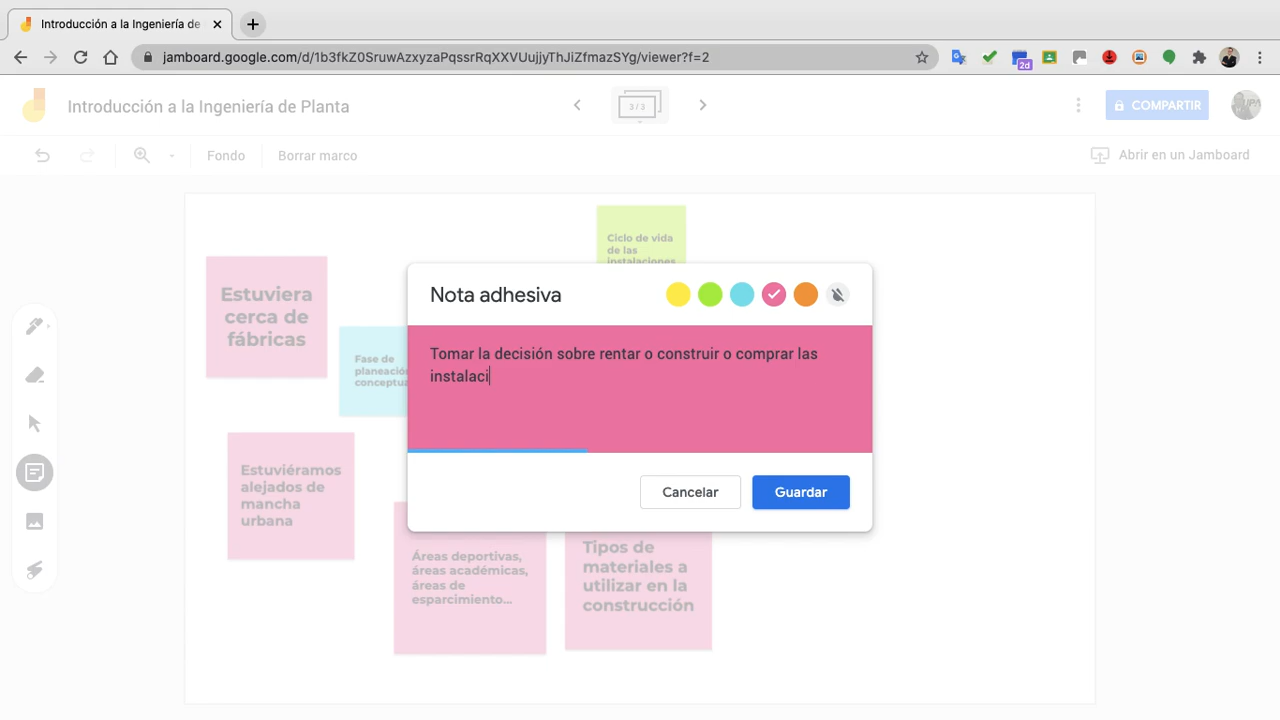 Introducción a la Ingeniería de
jamboard.google.com/d/1b3fkZ0SruwAzxyzaPqssrRqXXVUujjyThJiZfmazSYg/viewer?f=2
2d
Introducción a la Ingeniería de Planta
3 / 3
COMPARTIR
Fondo
Borrar marco
Abrir en un Jamboard
Ciclo de vida
de las
instalaciones
Estuviera
cerca de
fábricas
Nota adhesiva
Tomar la decisión sobre rentar o construir o comprar las
instalaci
Fase de
planeación
conceptua
Cancelar
Guardar
Estuviéramos
alejados de
mancha
urbana
Áreas deportivas,
áreas académicas,
áreas de
esparcimiento...
Tipos de
materiales a
utilizar en la
construcción